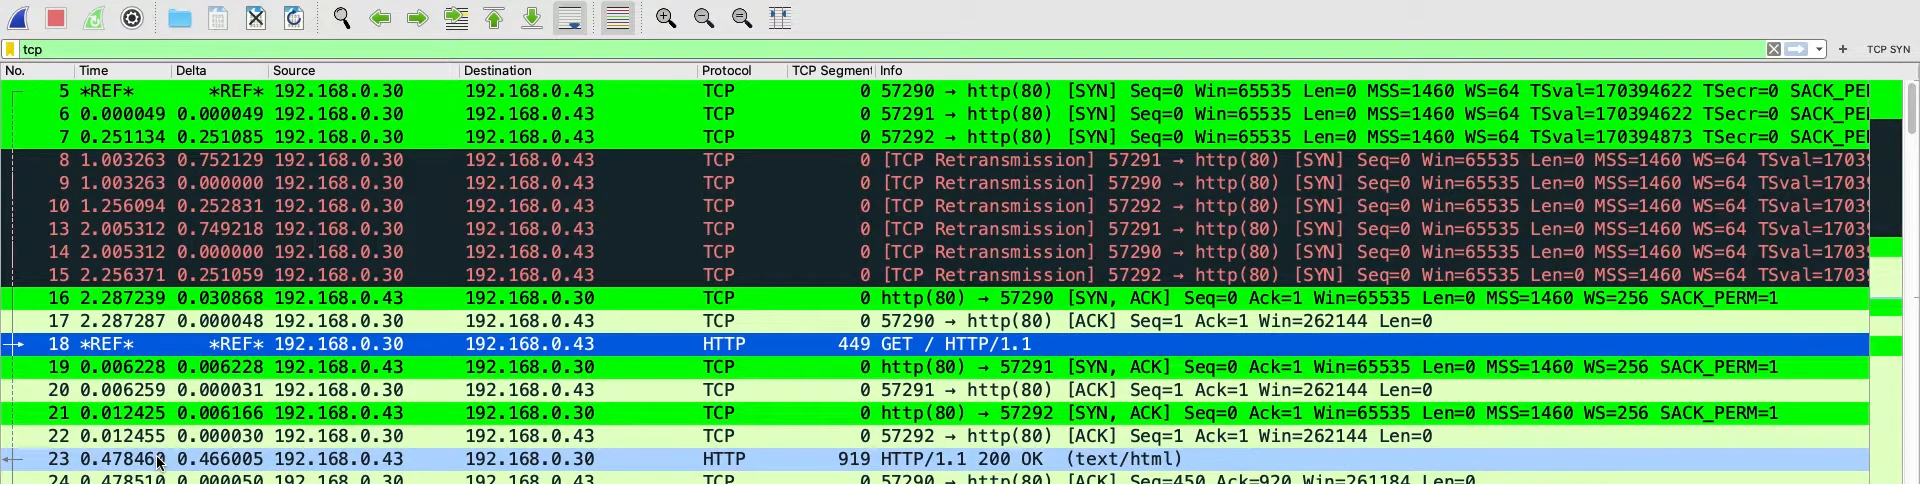 tcp
+ TCP SYN
No. Time Delta Source Destination Protocol TCP Segment Info
5 *REF* *REF* 192.168.0.30 192.168.0.43 TCP 0 57290 → http(80) [SYN] Seq=0 Win=65535 Len=0 MSS=1460 WS=64 TSval=170394622 TSecr=0 SACK_PE
6 0.000049 0.000049 192.168.0.30 192.168.0.43 TCP 0 57291 → http(80) [SYN] Seq=0 Win=65535 Len=0 MSS=1460 WS=64 TSval=170394622 TSecr=0 SACK_PE
7 0.251134 0.251085 192.168.0.30 192.168.0.43 TCP 0 57292 → http(80) [SYN] Seq=0 Win=65535 Len=0 MSS=1460 WS=64 TSval=170394873 TSecr=0 SACK_PE
8 1.003263 0.752129 192.168.0.30 192.168.0.43 TCP 0 [TCP Retransmission] 57291 → http(80) [SYN] Seq=0 Win=65535 Len=0 MSS=1460 WS=64 TSval=1703
9 1.003263 0.000000 192.168.0.30 192.168.0.43 TCP 0 [TCP Retransmission] 57290 → http(80) [SYN] Seq=0 Win=65535 Len=0 MSS=1460 WS=64 TSval=1703
10 1.256094 0.252831 192.168.0.30 192.168.0.43 TCP 0 [TCP Retransmission] 57292 → http(80) [SYN] Seq=0 Win=65535 Len=0 MSS=1460 WS=64 TSval=1703
13 2.005312 0.749218 192.168.0.30 192.168.0.43 TCP 0 [TCP Retransmission] 57291 → http(80) [SYN] Seq=0 Win=65535 Len=0 MSS=1460 WS=64 TSval=1703
14 2.005312 0.000000 192.168.0.30 192.168.0.43 TCP 0 [TCP Retransmission] 57290 → http(80) [SYN] Seq=0 Win=65535 Len=0 MSS=1460 WS=64 TSval=1703
15 2.256371 0.251059 192.168.0.30 192.168.0.43 TCP 0 [TCP Retransmission] 57292 → http(80) [SYN] Seq=0 Win=65535 Len=0 MSS=1460 WS=64 TSval=1703
16 2.287239 0.030868 192.168.0.43 192.168.0.30 TCP 0 http(80) → 57290 [SYN, ACK] Seq=0 Ack=1 Win=65535 Len=0 MSS=1460 WS=256 SACK_PERM=1
17 2.287287 0.000048 192.168.0.30 192.168.0.43 TCP 0 57290 → http(80) [ACK] Seq=1 Ack=1 Win=262144 Len=0
18 *REF* *REF* 192.168.0.30 192.168.0.43 HTTP 449 GET / HTTP/1.1
19 0.006228 0.006228 192.168.0.43 192.168.0.30 TCP 0 http(80) → 57291 [SYN, ACK] Seq=0 Ack=1 Win=65535 Len=0 MSS=1460 WS=256 SACK_PERM=1
20 0.006259 0.000031 192.168.0.30 192.168.0.43 TCP 0 57291 → http(80) [ACK] Seq=1 Ack=1 Win=262144 Len=0
21 0.012425 0.006166 192.168.0.43 192.168.0.30 TCP 0 http(80) → 57292 [SYN, ACK] Seq=0 Ack=1 Win=65535 Len=0 MSS=1460 WS=256 SACK_PERM=1
22 0.012455 0.000030 192.168.0.30 192.168.0.43 TCP 0 57292 → http(80) [ACK] Seq=1 Ack=1 Win=262144 Len=0
23 0.478460 0.466005 192.168.0.43 192.168.0.30 HTTP 919 HTTP/1.1 200 OK (text/html)
24 0.478510 0.000050 192.168.0.30 192.168.0.43 TCP 0 57290 → http(80) [ACK] Seq=450 Ack=920 Win=261184 Len=0